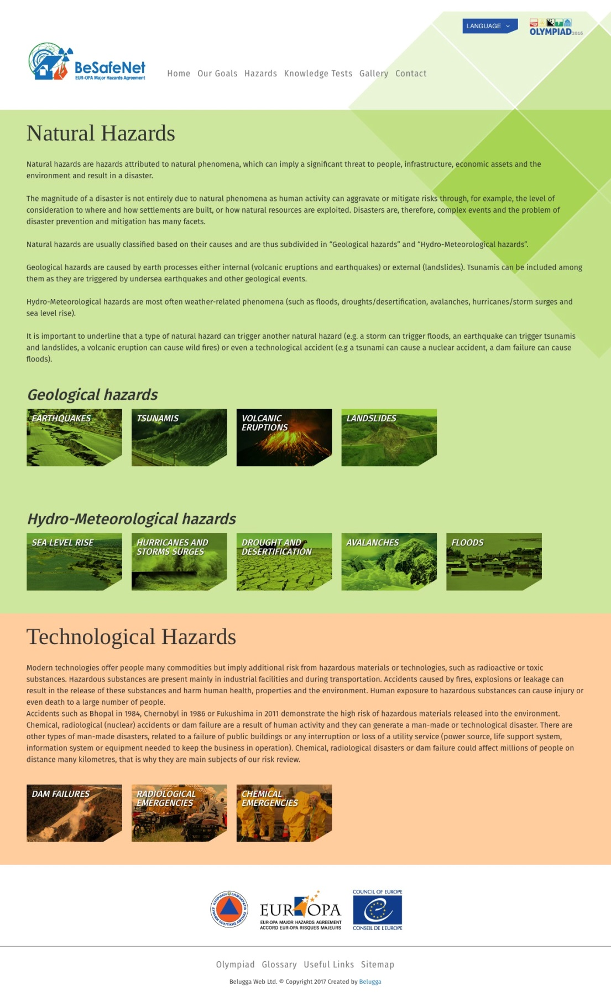 LANGUAGE
OLYMPIAD2016
BeSafeNet
EUR-OPA Major Hazards Agreement
Home Our Goals Hazards Knowledge Tests Gallery Contact
Natural Hazards
Natural hazards are hazards attributed to natural phenomena, which can imply a significant threat to people, infrastructure, economic assets and the
environment and result in a disaster.
The magnitude of a disaster is not entirely due to natural phenomena as human activity can aggravate or mitigate risks through, for example, the level of
consideration to where and how settlements are built, or how natural resources are exploited. Disasters are, therefore, complex events and the problem of
disaster prevention and mitigation has many facets.
Natural hazards are usually classified based on their causes and are thus subdivided in “Geological hazards” and “Hydro-Meteorological hazards”.
Geological hazards are caused by earth processes either internal (volcanic eruptions and earthquakes) or external (landslides). Tsunamis can be included among
them as they are triggered by undersea earthquakes and other geological events.
Hydro-Meteorological hazards are most often weather-related phenomena (such as floods, droughts/desertification, avalanches, hurricanes/storm surges and
sea level rise).
It is important to underline that a type of natural hazard can trigger another natural hazard (e.g. a storm can trigger floods, an earthquake can trigger tsunamis
and landslides, a volcanic eruption can cause wild fires) or even a technological accident (e.g a tsunami can cause a nuclear accident, a dam failure can cause
floods).
Geological hazards
EARTHQUAKES
TSUNAMIS
VOLCANIC
ERUPTIONS
LANDSLIDES
Hydro-Meteorological hazards
SEA LEVEL RISE
HURRICANES AND
STORMS SURGES
DROUGHT AND
DESERTIFICATION
AVALANCHES
FLOODS
Technological Hazards
Modern technologies offer people many commodities but imply additional risk from hazardous materials or technologies, such as radioactive or toxic
substances. Hazardous substances are present mainly in industrial facilities and during transportation. Accidents caused by fires, explosions or leakage can
result in the release of these substances and harm human health, properties and the environment. Human exposure to hazardous substances can cause injury or
even death to a large number of people.
Accidents such as Bhopal in 1984, Chernobyl in 1986 or Fukushima in 2011 demonstrate the high risk of hazardous materials released into the environment.
Chemical, radiological (nuclear) accidents or dam failure are a result of human activity and they can generate a man-made or technological disaster. There are
other types of man-made disasters, related to a failure of public buildings or any interruption or loss of a utility service (power source, life support system,
information system or equipment needed to keep the business in operation). Chemical, radiological disasters or dam failure could affect millions of people on
distance many kilometres, that is why they are main subjects of our risk review.
DAM FAILURES
RADIOLOGICAL
EMERGENCIES
CHEMICAL
EMERGENCIES
ΚΥΠΡΙΑΚΗ ΔΗΜΟΚΡΑΤΙΑ
ΔΥΝΑΜΗ ΠΟΛΙΤΙΚΗΣ ΑΜΥΝΑΣ
EUR OPA
EUR-OPA MAJOR HAZARDS AGREEMENT
ACCORD EUR-OPA RISQUES MAJEURS
COUNCIL OF EUROPE
CONSEIL DE L'EUROPE
Olympiad Glossary Useful Links Sitemap
Belugga Web Ltd. © Copyright 2017 Created by Belugga